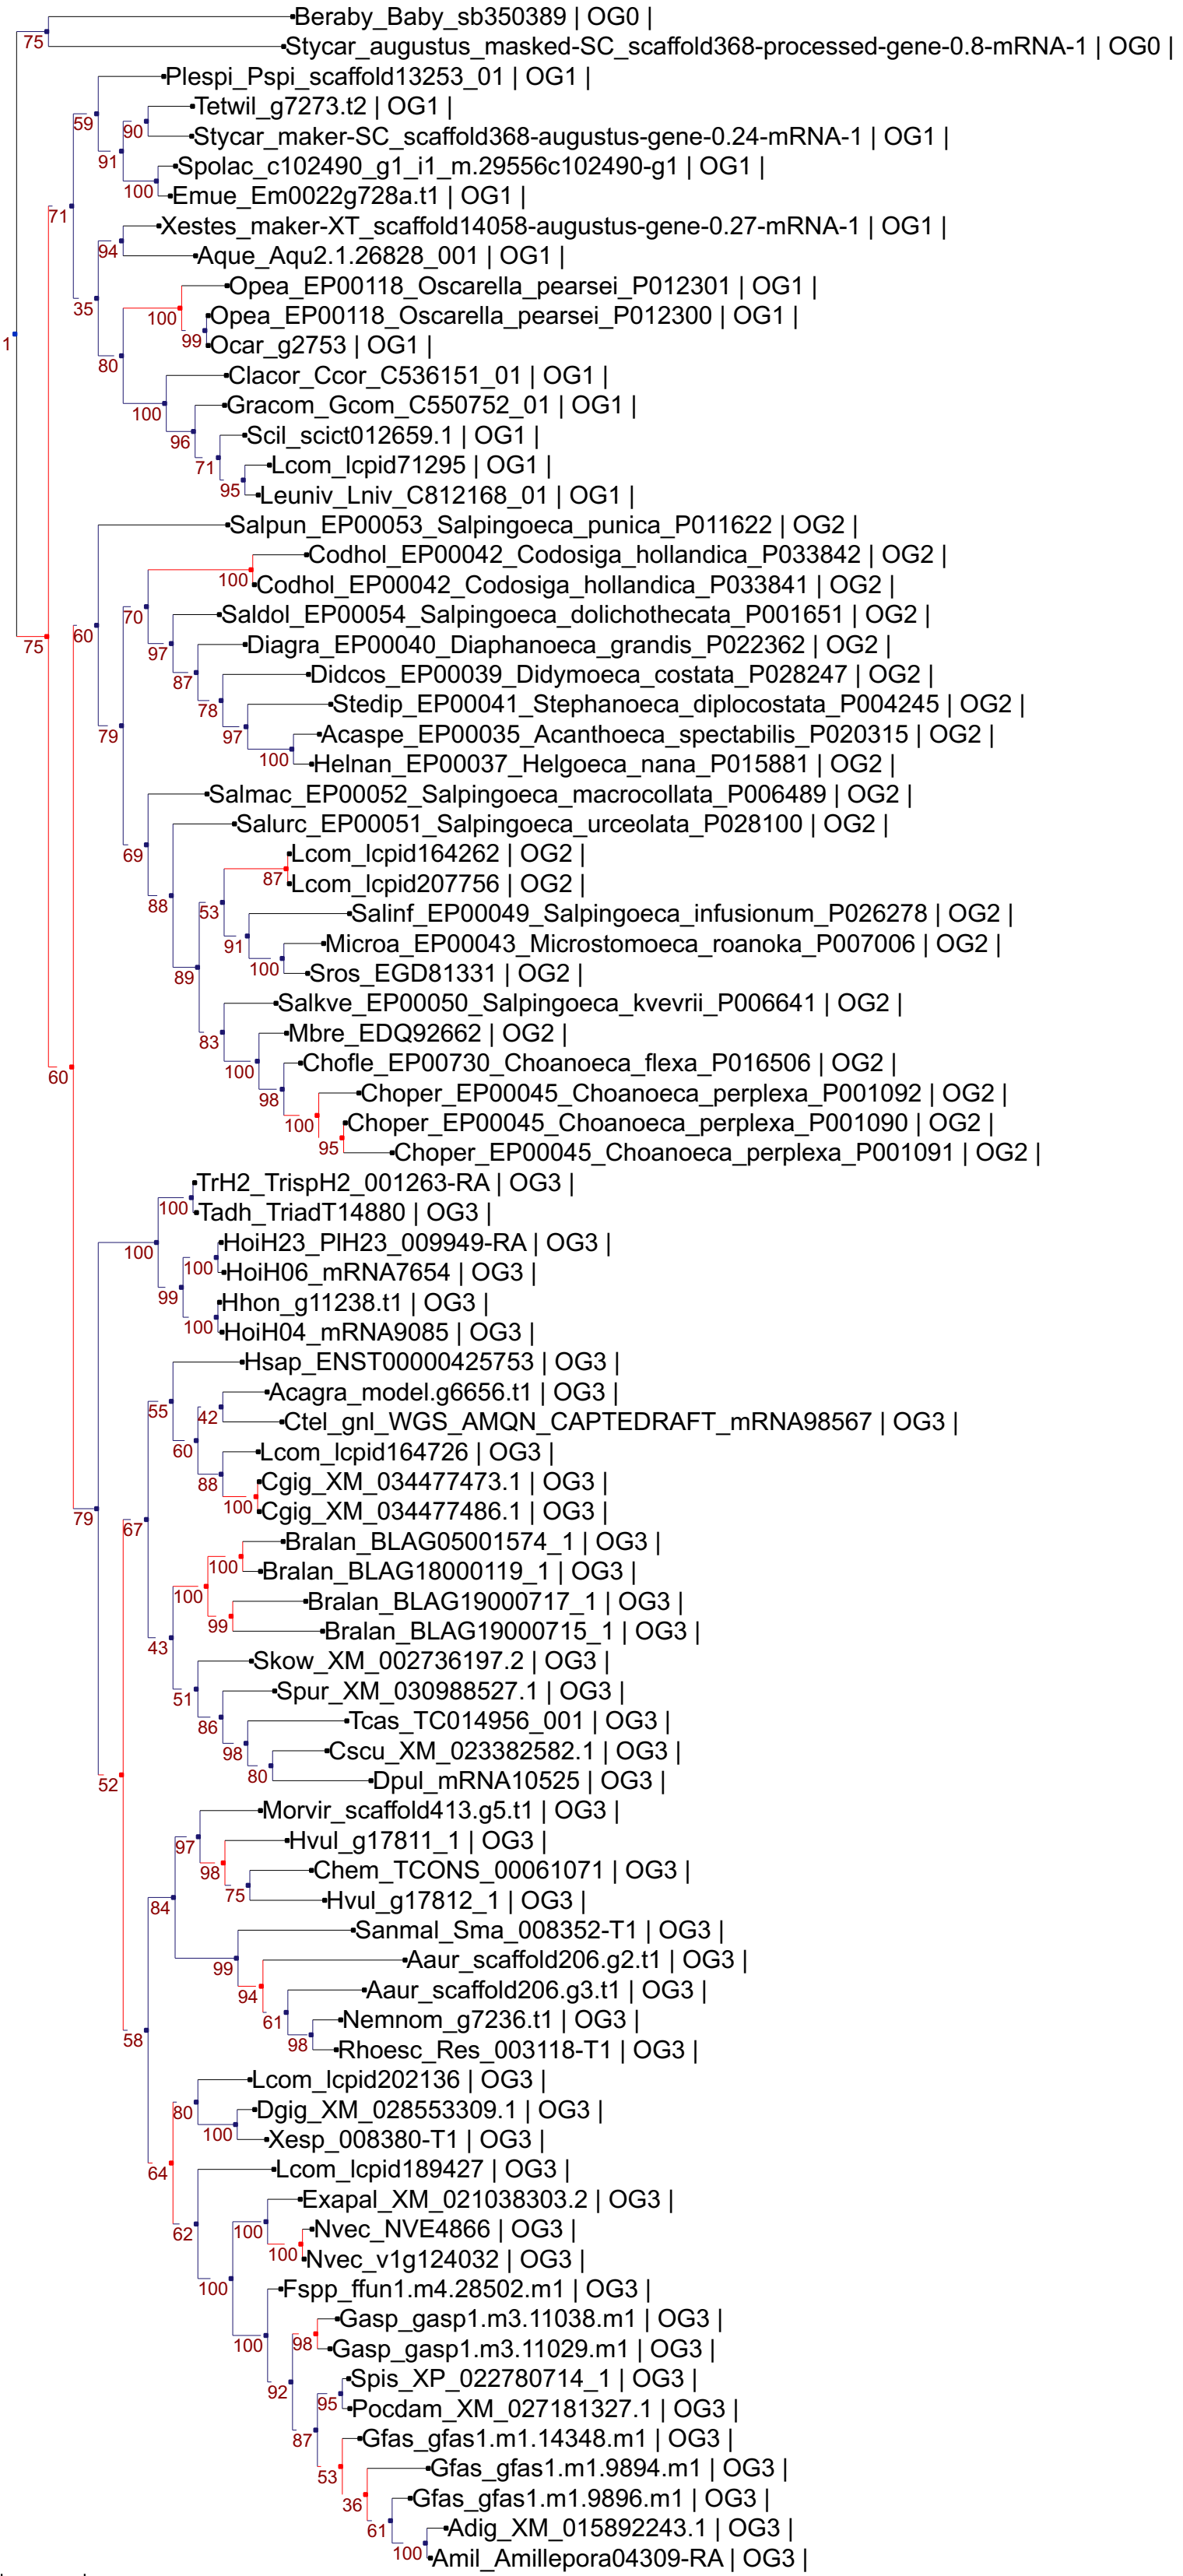 Beraby_Baby_sb350389 | OG0 |
75
Stycar_augustus_masked-SC_scaffold368-processed-gene-0.8-mRNA-1 | OG0 |
Plespi_Pspi_scaffold13253_01 | OG1 |
Tetwil_g7273.t2 | OG1 |
59
90
Stycar_maker-SC_scaffold368-augustus-gene-0.24-mRNA-1 | OG1 |
91
Spolac_c102490_g1_i1_m.29556c102490-g1 | OG1 |
100
Emue_Em0022g728a.t1 | OG1 |
71
Xestes_maker-XT_scaffold14058-augustus-gene-0.27-mRNA-1 | OG1 |
94
Aque_Aqu2.1.26828_001 | OG1 |
Opea_EP00118_Oscarella_pearsei_P012301 | OG1 |
35
100
Opea_EP00118_Oscarella_pearsei_P012300 | OG1 |
1
99
Ocar_g2753 | OG1 |
80
Clacor_Ccor_C536151_01 | OG1 |
100
Gracom_Gcom_C550752_01 | OG1 |
96
Scil_scict012659.1 | OG1 |
71
Lcom_lcpid71295 | OG1 |
95
Leuniv_Lniv_C812168_01 | OG1 |
Salpun_EP00053_Salpingoeca_punica_P011622 | OG2 |
Codhol_EP00042_Codosiga_hollandica_P033842 | OG2 |
100
Codhol_EP00042_Codosiga_hollandica_P033841 | OG2 |
70
Saldol_EP00054_Salpingoeca_dolichothecata_P001651 | OG2 |
75
60
97
Diagra_EP00040_Diaphanoeca_grandis_P022362 | OG2 |
87
Didcos_EP00039_Didymoeca_costata_P028247 | OG2 |
78
Stedip_EP00041_Stephanoeca_diplocostata_P004245 | OG2 |
79
97
Acaspe_EP00035_Acanthoeca_spectabilis_P020315 | OG2 |
100
Helnan_EP00037_Helgoeca_nana_P015881 | OG2 |
Salmac_EP00052_Salpingoeca_macrocollata_P006489 | OG2 |
Salurc_EP00051_Salpingoeca_urceolata_P028100 | OG2 |
69
Lcom_lcpid164262 | OG2 |
87
Lcom_lcpid207756 | OG2 |
88
53
Salinf_EP00049_Salpingoeca_infusionum_P026278 | OG2 |
91
Microa_EP00043_Microstomoeca_roanoka_P007006 | OG2 |
100
89
Sros_EGD81331 | OG2 |
Salkve_EP00050_Salpingoeca_kvevrii_P006641 | OG2 |
83
Mbre_EDQ92662 | OG2 |
100
Chofle_EP00730_Choanoeca_flexa_P016506 | OG2 |
60
98
Choper_EP00045_Choanoeca_perplexa_P001092 | OG2 |
100
Choper_EP00045_Choanoeca_perplexa_P001090 | OG2 |
95
Choper_EP00045_Choanoeca_perplexa_P001091 | OG2 |
TrH2_TrispH2_001263-RA | OG3 |
100
Tadh_TriadT14880 | OG3 |
HoiH23_PlH23_009949-RA | OG3 |
100
100
HoiH06_mRNA7654 | OG3 |
99
Hhon_g11238.t1 | OG3 |
100
HoiH04_mRNA9085 | OG3 |
Hsap_ENST00000425753 | OG3 |
Acagra_model.g6656.t1 | OG3 |
55
42
Ctel_gnl_WGS_AMQN_CAPTEDRAFT_mRNA98567 | OG3 |
60
Lcom_lcpid164726 | OG3 |
88
Cgig_XM_034477473.1 | OG3 |
100
Cgig_XM_034477486.1 | OG3 |
79
67
Bralan_BLAG05001574_1 | OG3 |
100
Bralan_BLAG18000119_1 | OG3 |
100
Bralan_BLAG19000717_1 | OG3 |
99
Bralan_BLAG19000715_1 | OG3 |
43
Skow_XM_002736197.2 | OG3 |
51
Spur_XM_030988527.1 | OG3 |
86
Tcas_TC014956_001 | OG3 |
98
Cscu_XM_023382582.1 | OG3 |
80
52
Dpul_mRNA10525 | OG3 |
Morvir_scaffold413.g5.t1 | OG3 |
97
Hvul_g17811_1 | OG3 |
98
Chem_TCONS_00061071 | OG3 |
75
Hvul_g17812_1 | OG3 |
84
Sanmal_Sma_008352-T1 | OG3 |
99
Aaur_scaffold206.g2.t1 | OG3 |
94
Aaur_scaffold206.g3.t1 | OG3 |
61
Nemnom_g7236.t1 | OG3 |
58
98
Rhoesc_Res_003118-T1 | OG3 |
Lcom_lcpid202136 | OG3 |
80
Dgig_XM_028553309.1 | OG3 |
100
Xesp_008380-T1 | OG3 |
64
Lcom_lcpid189427 | OG3 |
Exapal_XM_021038303.2 | OG3 |
62
100
Nvec_NVE4866 | OG3 |
100
Nvec_v1g124032 | OG3 |
100
Fspp_ffun1.m4.28502.m1 | OG3 |
Gasp_gasp1.m3.11038.m1 | OG3 |
100
98
Gasp_gasp1.m3.11029.m1 | OG3 |
Spis_XP_022780714_1 | OG3 |
92
95
Pocdam_XM_027181327.1 | OG3 |
87
Gfas_gfas1.m1.14348.m1 | OG3 |
53
Gfas_gfas1.m1.9894.m1 | OG3 |
36
Gfas_gfas1.m1.9896.m1 | OG3 |
61
Adig_XM_015892243.1 | OG3 |
100
Amil_Amillepora04309-RA | OG3 |